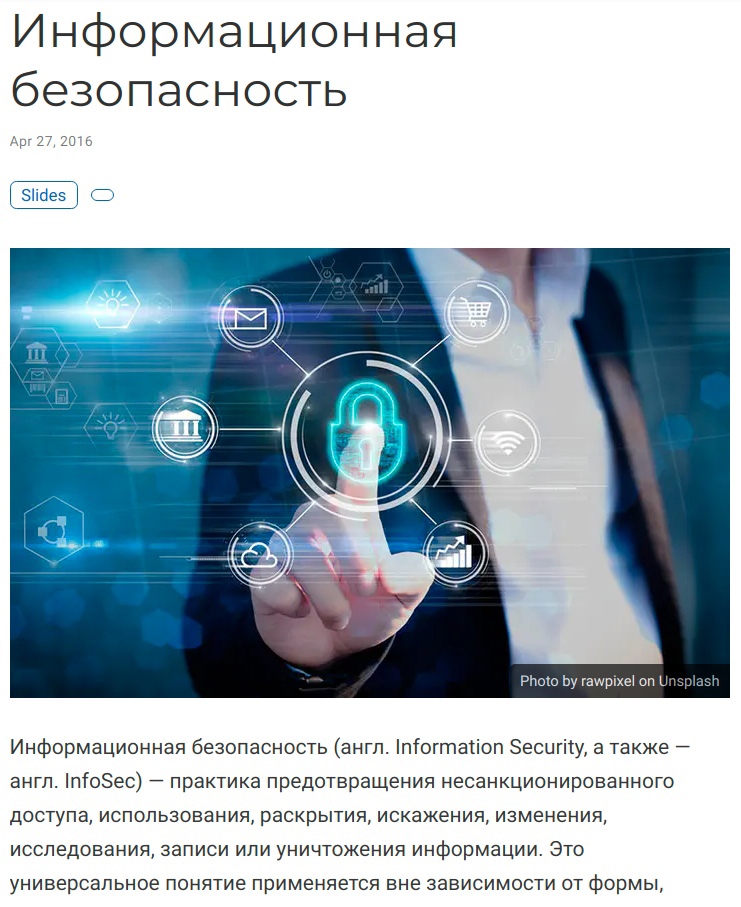 Информационная
безопасность
Apr 27, 2016
Slides
Photo by rawpixel on Unsplash
Информационная безопасность (англ. Information Security, а также —
англ. InfoSec) — практика предотвращения несанкционированного
доступа, использования, раскрытия, искажения, изменения,
исследования, записи или уничтожения информации. Это
универсальное понятие применяется вне зависимости от формы,